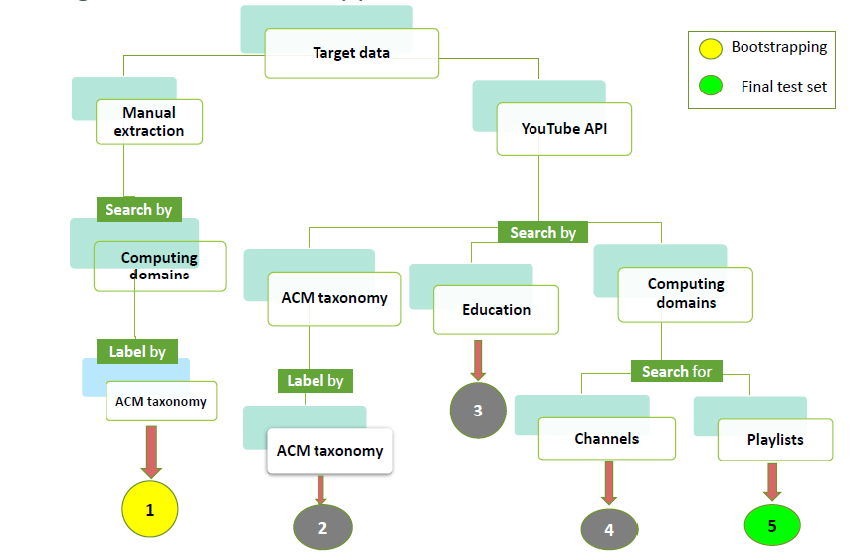 Target data
Bootstrapping
Final test set
Manual
extraction
YouTube API
Search by
Computing
domains
Label by
ACM taxonomy
1
Search by
ACM taxonomy
Label by
ACM taxonomy
2
Education
3
Computing
domains
Search for
Channels
4
Playlists
5